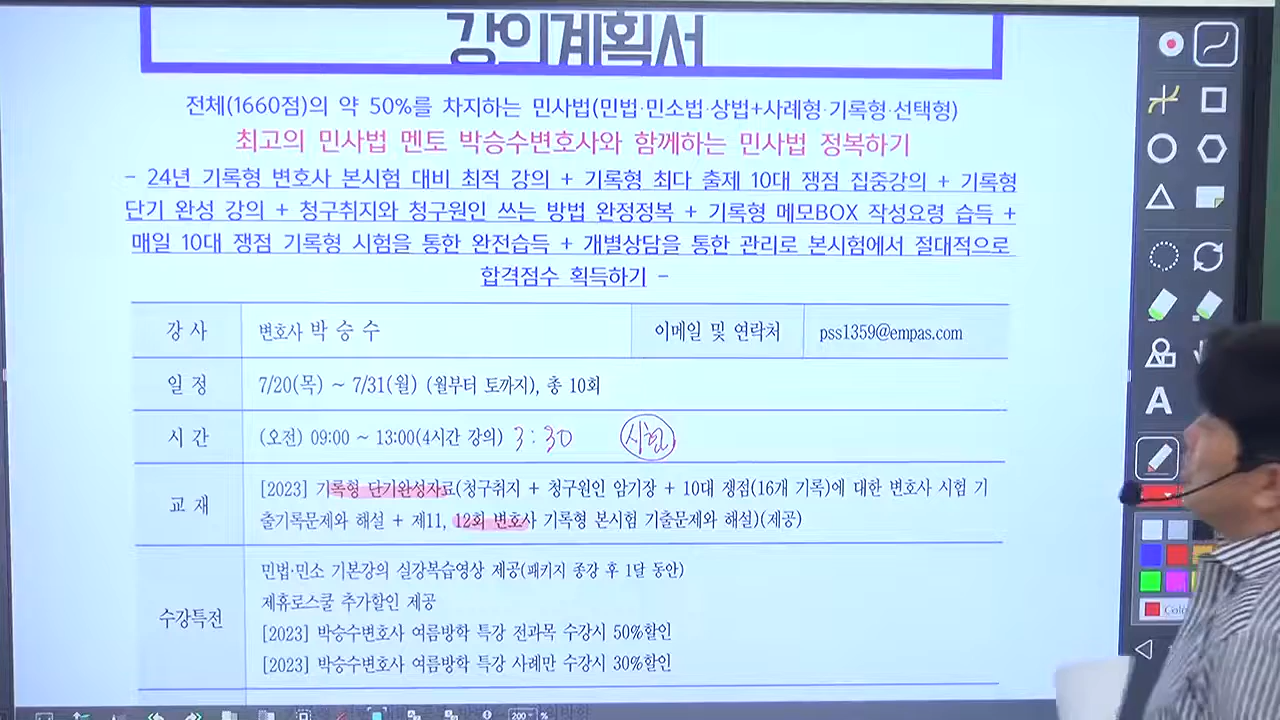 강의계획서
전체(1660점)의 약 50%를 차지하는 민사법(민법·민소법·상법+사례형·기록형·선택형)
최고의 민사법 멘토 박승수변호사와 함께하는 민사법 정복하기
- 24년 기록형 변호사 본시험 대비 최적 강의 + 기록형 최다 출제 10대 쟁점 집중강의 + 기록형
단기 완성 강의 + 청구취지와 청구원인 쓰는 방법 완정정복 + 기록형 메모BOX 작성요령 습득 +
매일 10대 쟁점 기록형 시험을 통한 완전습득 + 개별상담을 통한 관리로 본시험에서 절대적으로
합격점수 획득하기 -
강 사 변호사 박 승 수 이메일 및 연락처 pss1359@empas.com
일 정 7/20(목) ~ 7/31(월) (월부터 토까지), 총 10회
시 간 (오전) 09:00 ~ 13:00(4시간 강의) 3:30 시험
교 재 [2023] 기록형 단기완성자료(청구취지 + 청구원인 암기장 + 10대 쟁점(16개 기록)에 대한 변호사 시험 기
출기록문제와 해설 + 제11, 12회 변호사 기록형 본시험 기출문제와 해설)(제공)
수강특전 민법·민소 기본강의 실강복습영상 제공(패키지 종강 후 1달 동안)
제휴로스쿨 추가할인 제공
[2023] 박승수변호사 여름방학 특강 전과목 수강시 50%할인
[2023] 박승수변호사 여름방학 특강 사례만 수강시 30%할인
A
200 %